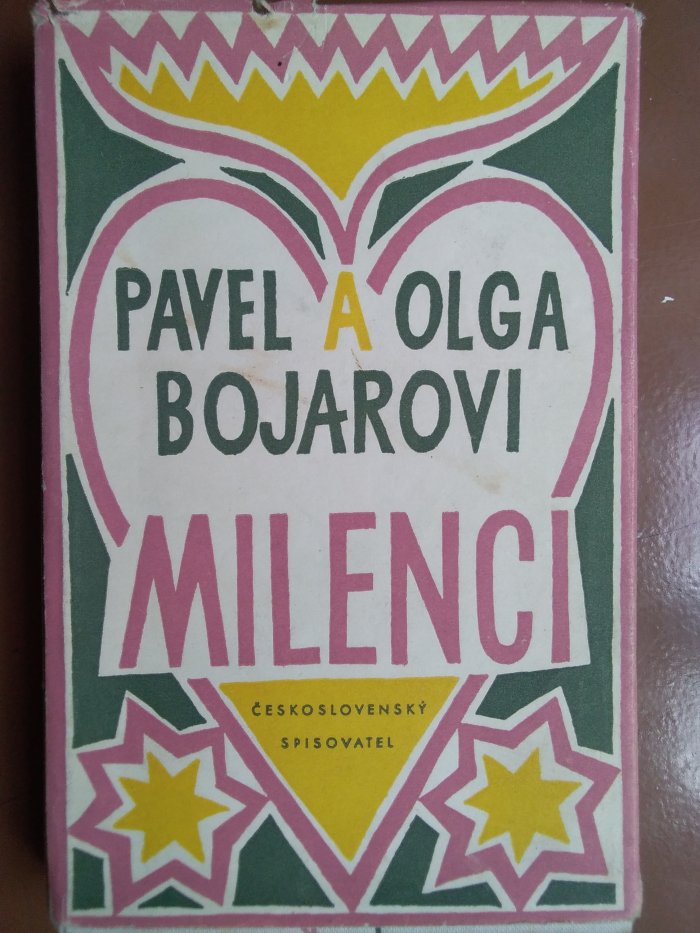 PAVEL A OLGA
BOJAROVI
MILENCI
ČESKOSLOVENSKÝ
SPISOVATEL